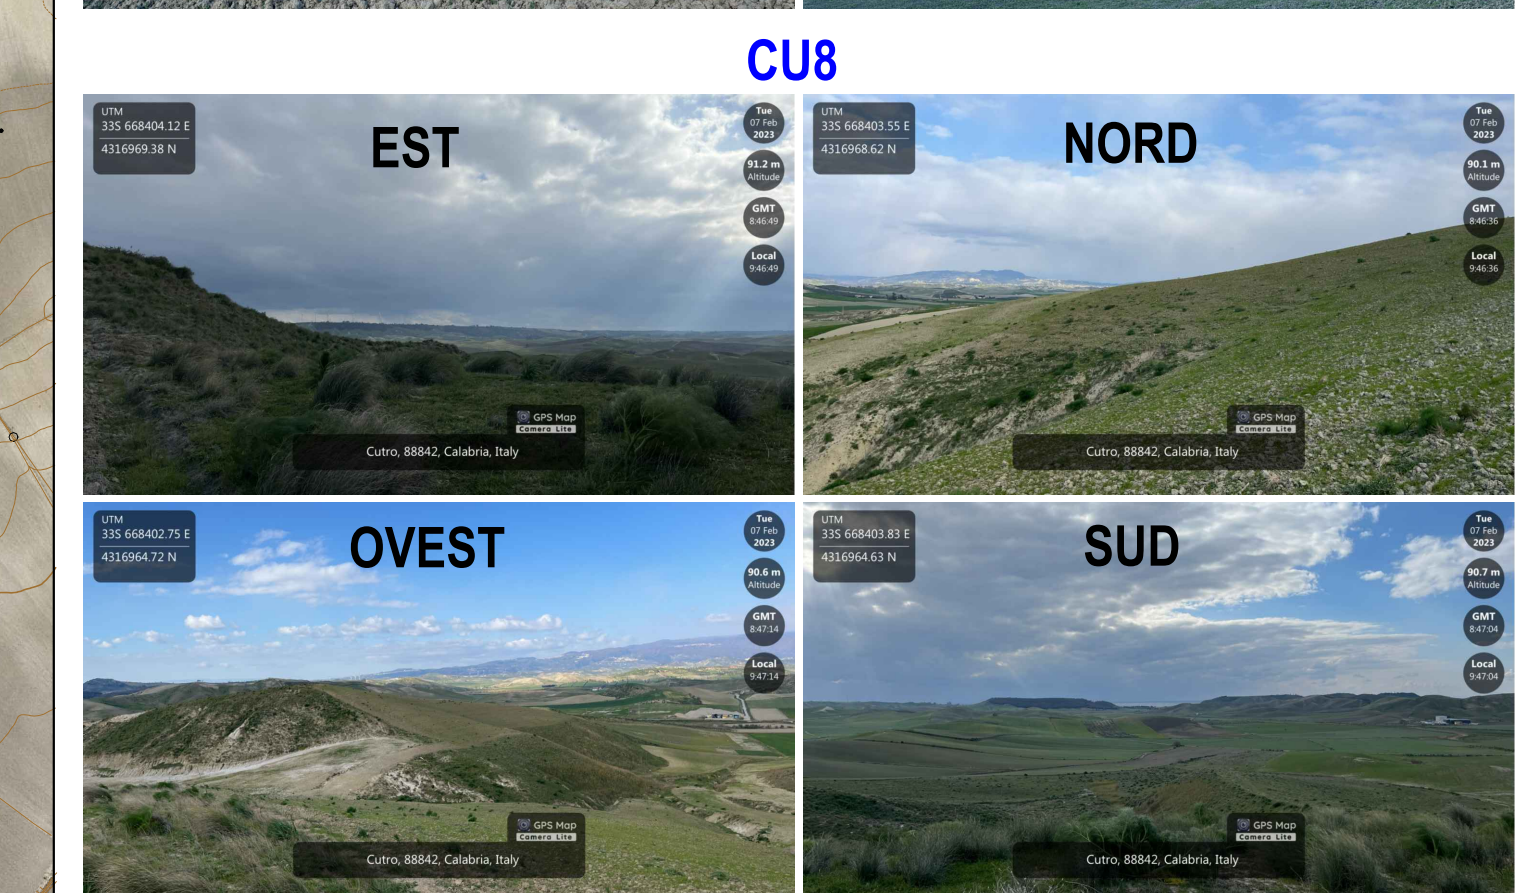 CU8
UTM
33S 668404.12 E
4316969.38 N
EST
Tue
07 Feb
2023
91.2 m
Altitude
GMT
8:46:49
Local
9:46:49
GPS Map
Camera Lite
Cutro, 88842, Calabria, Italy
UTM
33S 668403.55 E
4316968.62 N
NORD
Tue
07 Feb
2023
90.1 m
Altitude
GMT
8:46:36
Local
9:46:36
GPS Map
Camera Lite
Cutro, 88842, Calabria, Italy
UTM
33S 668402.75 E
4316964.72 N
OVEST
Tue
07 Feb
2023
90.6 m
Altitude
GMT
8:47:14
Local
9:47:14
GPS Map
Camera Lite
Cutro, 88842, Calabria, Italy
UTM
33S 668403.83 E
4316964.63 N
SUD
Tue
07 Feb
2023
90.7 m
Altitude
GMT
8:47:04
Local
9:47:04
GPS Map
Camera Lite
Cutro, 88842, Calabria, Italy